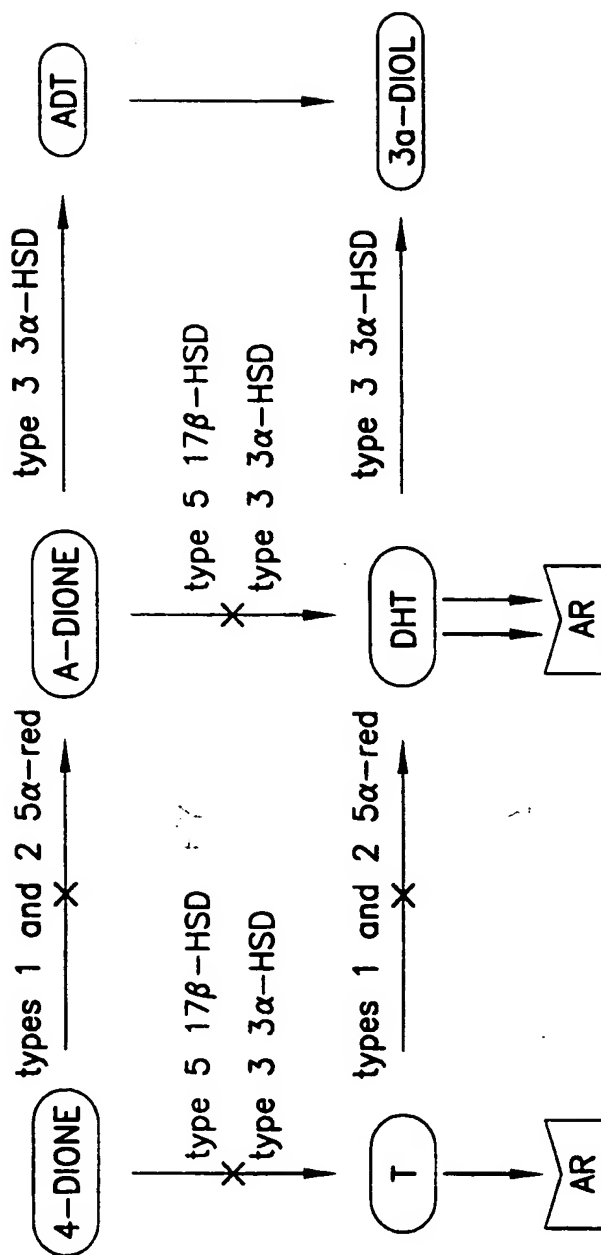 4-DIONE
types 1 and 2 5α-red
A-DIONE
type 3 3α-HSD
ADT
type 5 17β-HSD
type 3 3α-HSD
type 5 17β-HSD
type 3 3α-HSD
T
types 1 and 2 5α-red
DHT
type 3 3α-HSD
3α-DIOL
AR
AR